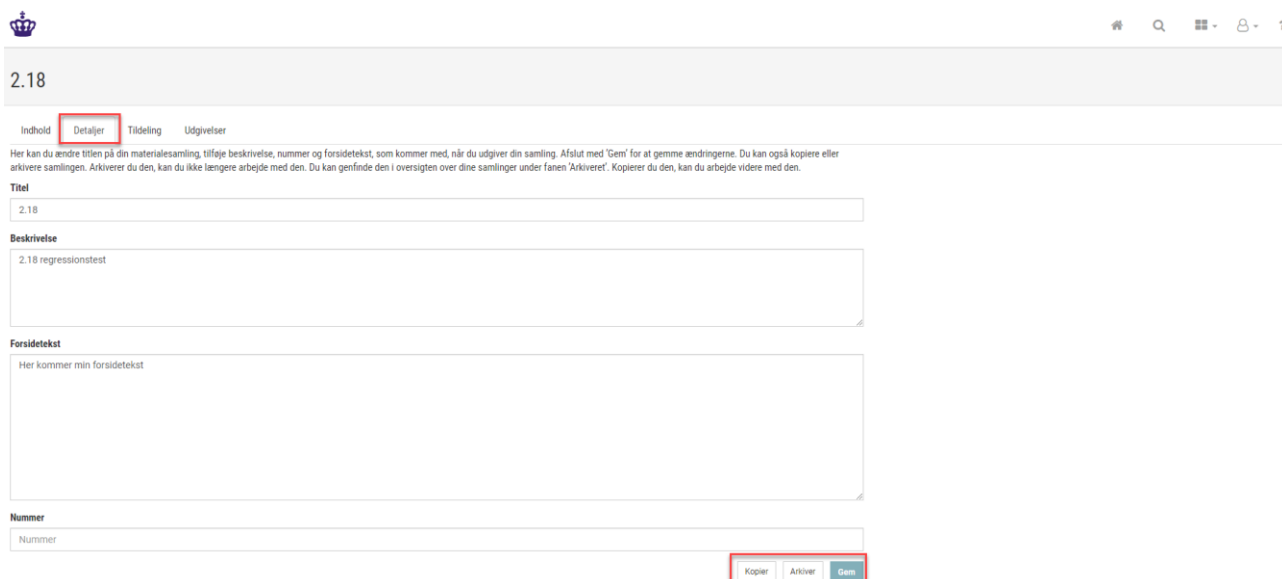 2.18
Indhold Detaljer Tildeling Udgivelser
Her kan du ændre titlen på din materialesamling, tilføje beskrivelse, nummer og forsidetekst, som kommer med, når du udgiver din samling. Afslut med 'Gem' for at gemme ændringerne. Du kan også kopiere eller
arkivere samlingen. Arkiverer du den, kan du ikke længere arbejde med den. Du kan genfinde den i oversigten over dine samlinger under fanen 'Arkiveret'. Kopierer du den, kan du arbejde videre med den.
Titel
2.18
Beskrivelse
2.18 regressionstest
Forsidetekst
Her kommer min forsidetekst
Nummer
Nummer
Kopier Arkiver Gem